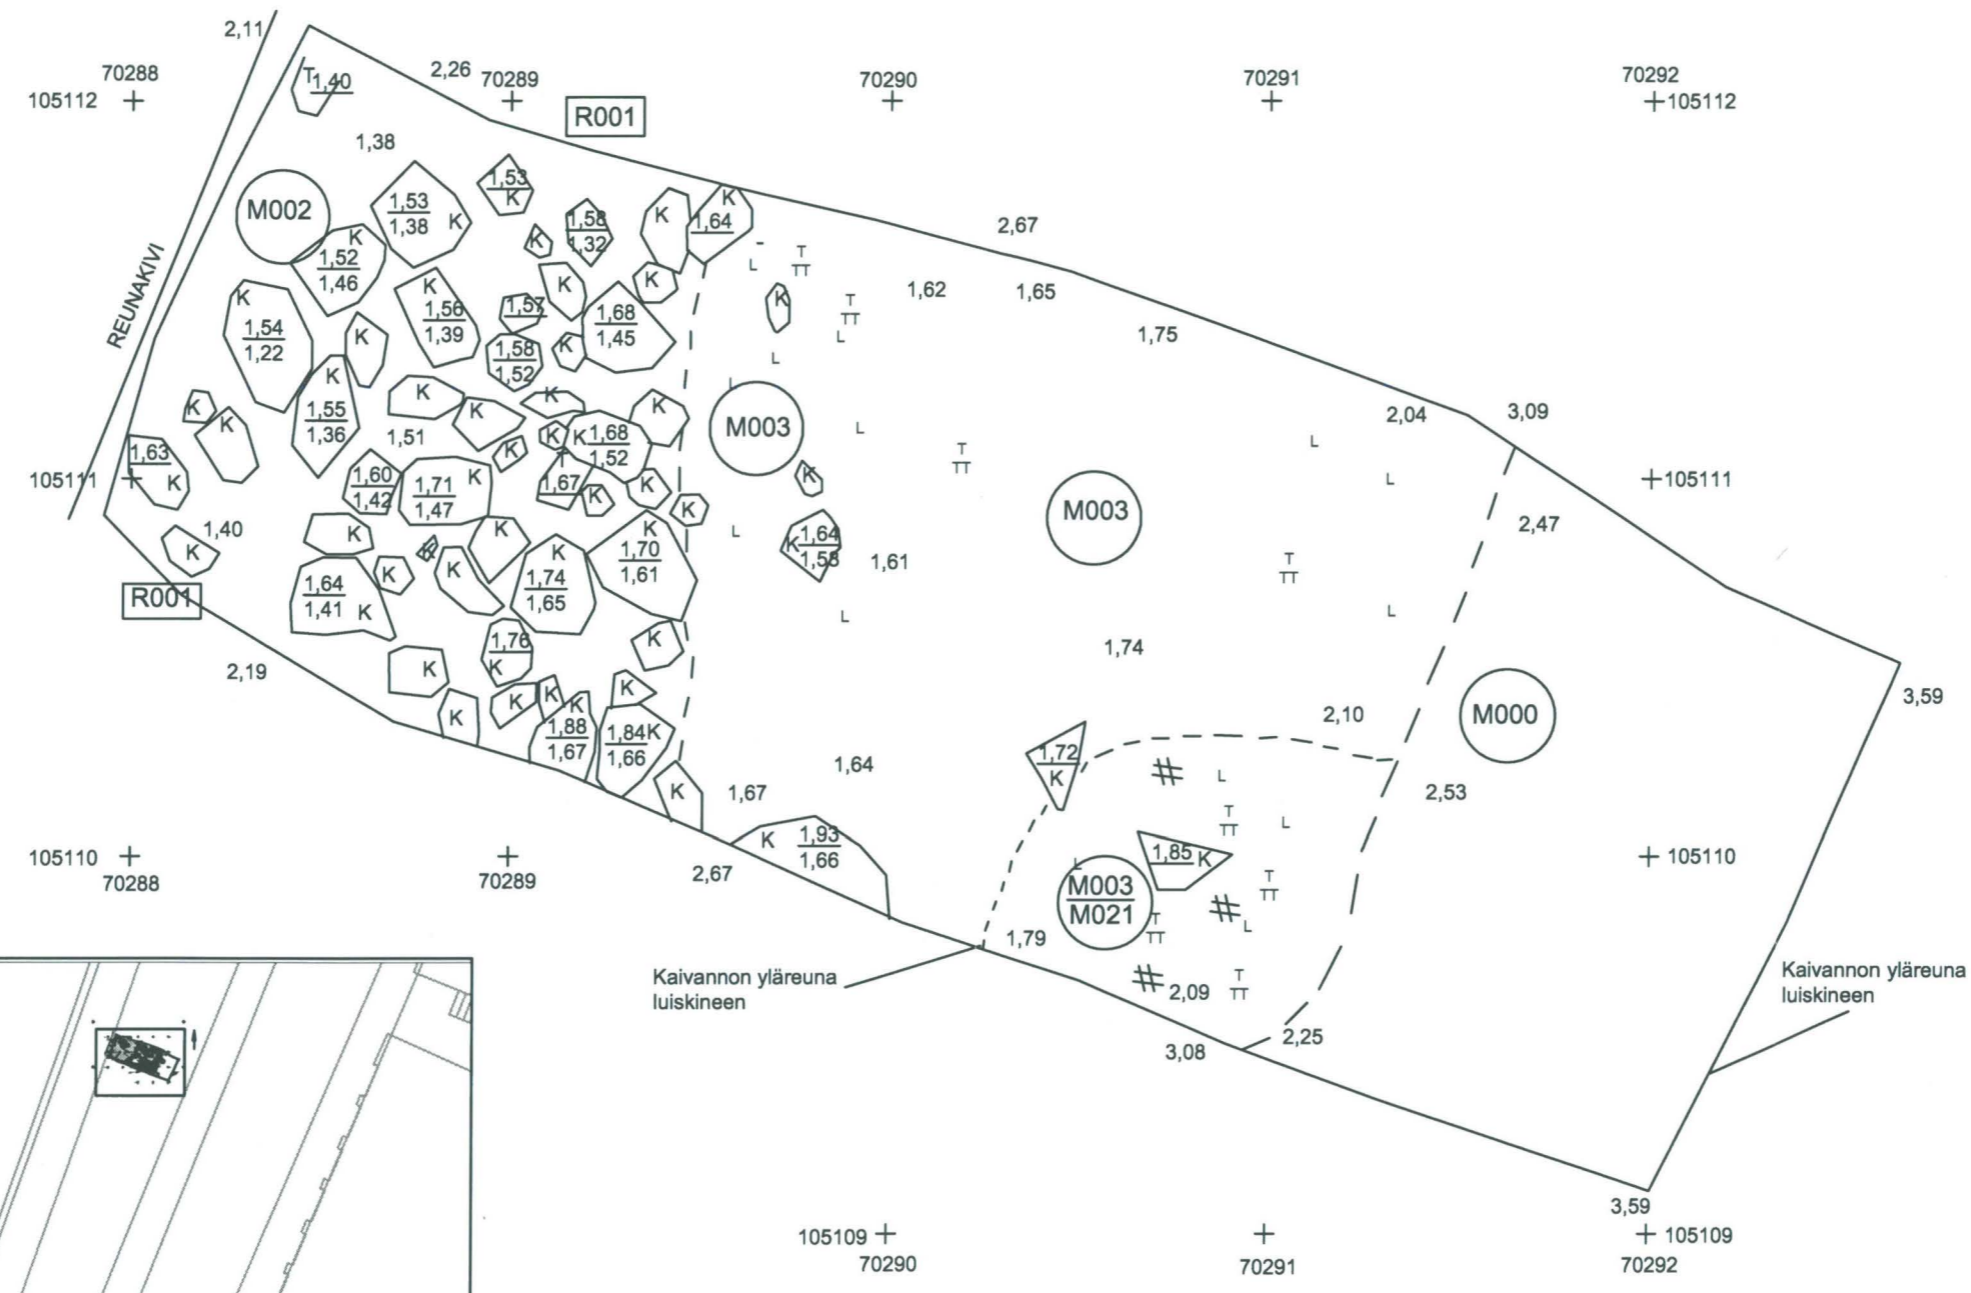 2,11
70288
2,26
70289
70290
70291
70292
105112
R001
105112
T 1,40
1,38
M002
1,53
1,38
K
1,53
K
1,58
1,32
K
K
K
1,64
2,67
K
1,52
1,46
K
K
K
L
T
TT
K
1,54
1,22
K
1,56
1,39
1,57
1,68
1,45
K
T
TT
L
1,62
1,65
1,75
REUNAKIVI
K
1,58
1,52
K
L
K
1,55
1,36
K
K
K
K
L
M003
2,04
3,09
K
K
1,51
K
K
K
1,68
1,52
L
T
TT
L
1,63
K
105111
1,60
1,42
K
1,71
1,47
T
1,67
K
K
K
K
L
105111
M003
2,47
1,40
K
K
K
K
1,70
1,61
L
K
1,64
1,58
1,61
T
TT
K
K
K
K
1,74
1,65
1,64
1,41
K
R001
L
L
1,76
K
K
1,74
2,19
K
K
K
K
K
K
1,88
1,67
1,84K
1,66
2,10
M000
3,59
1,72
K
1,64
K
1,67
L
2,53
T
TT
L
K
1,93
1,66
105110
70288
70289
2,67
1,85 K
105110
L
M003
M021
T
TT
T
TT
L
1,79
Kaivannon yläreuna
luiskineen
2,09
T
TT
Kaivannon yläreuna
luiskineen
3,08
2,25
3,59
105109
70290
70291
105109
70292